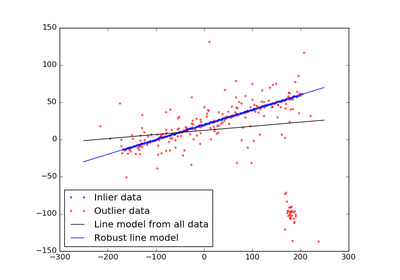 150
100
50
0
−50
−100
−150
−300 −200 −100 0 100 200 300
Inlier data
Outlier data
Line model from all data
Robust line model